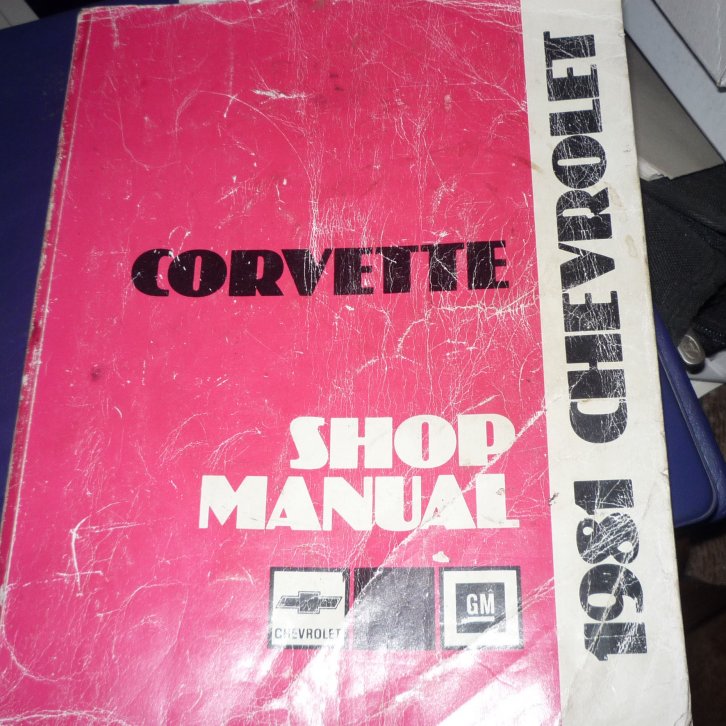 CORVETTE
SHOP
MANUAL
CHEVROLET
GM
1981 CHEVROLET